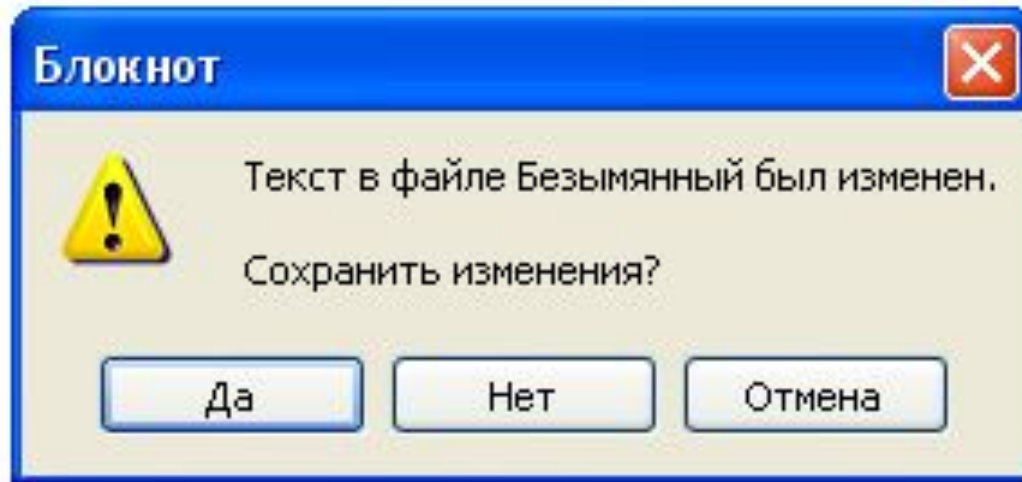 Блокнот
Текст в файле Безымянный был изменен.
Сохранить изменения?
Да
Нет
Отмена